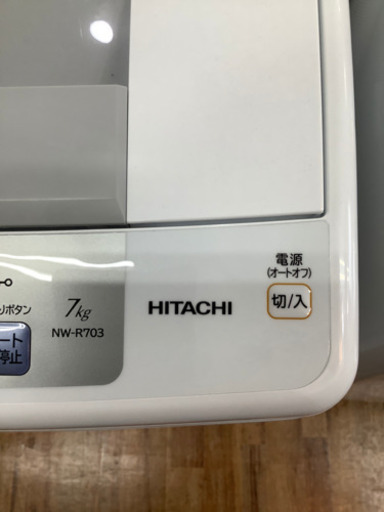 電源
(オートオフ)
切/入
HITACHI
7kg
NW-R703
ボタン
ート
停止